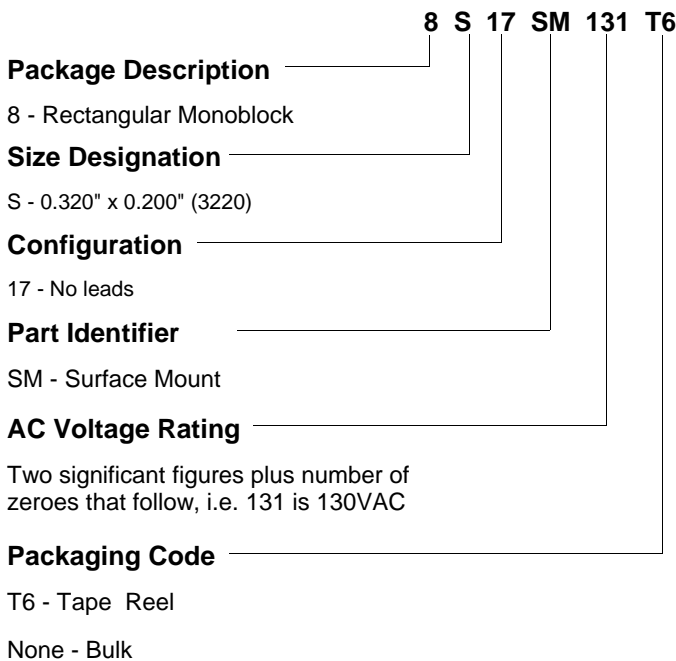 8 S 17 SM 131 T6
Package Description
8 - Rectangular Monoblock
Size Designation
S - 0.320" x 0.200" (3220)
Configuration
17 - No leads
Part Identifier
SM - Surface Mount
AC Voltage Rating
Two significant figures plus number of
zeroes that follow, i.e. 131 is 130VAC
Packaging Code
T6 - Tape Reel
None - Bulk